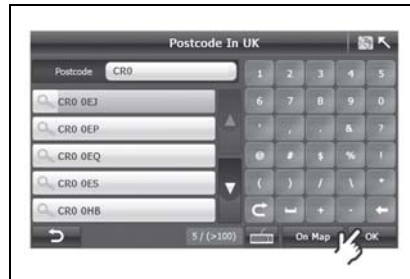 Postcode In UK
Postcode CR0
1 2 3 4 5
CR0 0EJ
6 7 8 9 0
CR0 0EP
' , . & ?
CR0 0EQ
@ # $ % !
CR0 0ES
( ) / \ *
CR0 0HB
+ -
5 / (>100)
On Map
OK